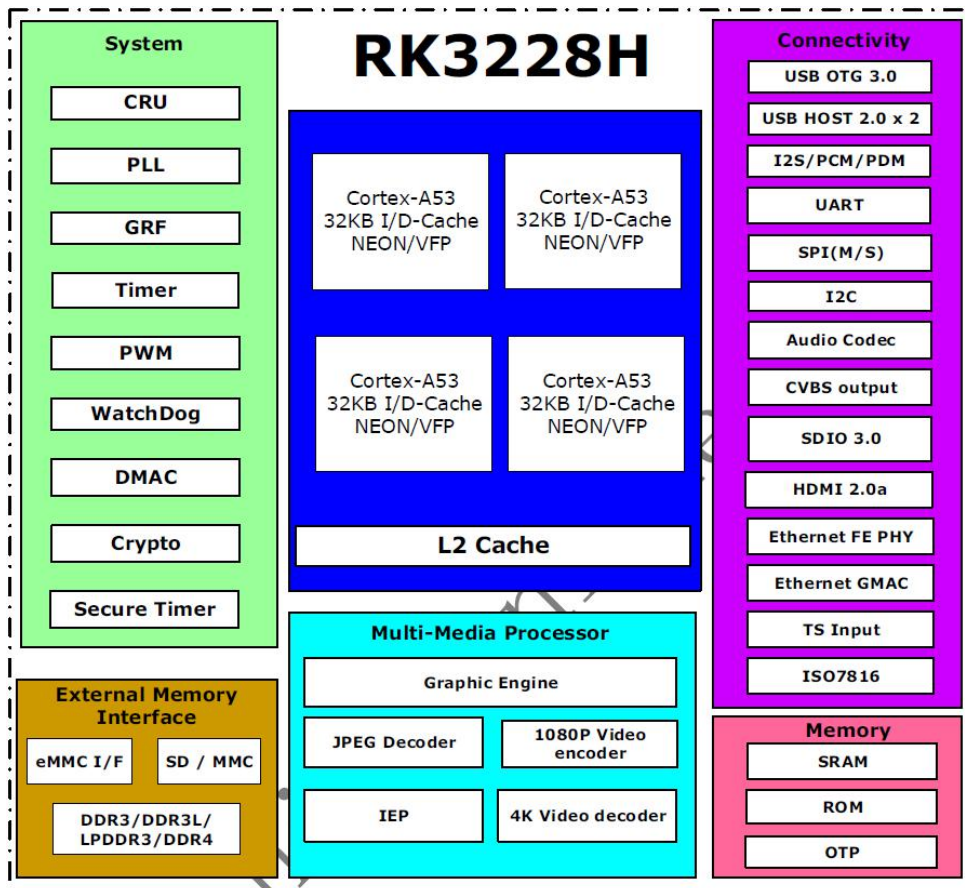 RK3228H
System
CRU
PLL
GRF
Timer
PWM
WatchDog
DMAC
Crypto
Secure Timer
External Memory
Interface
eMMC I/F
SD / MMC
DDR3/DDR3L/
LPDDR3/DDR4
Cortex-A53
32KB I/D-Cache
NEON/VFP
Cortex-A53
32KB I/D-Cache
NEON/VFP
Cortex-A53
32KB I/D-Cache
NEON/VFP
Cortex-A53
32KB I/D-Cache
NEON/VFP
L2 Cache
Multi-Media Processor
Graphic Engine
JPEG Decoder
1080P Video
encoder
IEP
4K Video decoder
Connectivity
USB OTG 3.0
USB HOST 2.0 x 2
I2S/PCM/PDM
UART
SPI(M/S)
I2C
Audio Codec
CVBS output
SDIO 3.0
HDMI 2.0a
Ethernet FE PHY
Ethernet GMAC
TS Input
ISO7816
Memory
SRAM
ROM
OTP